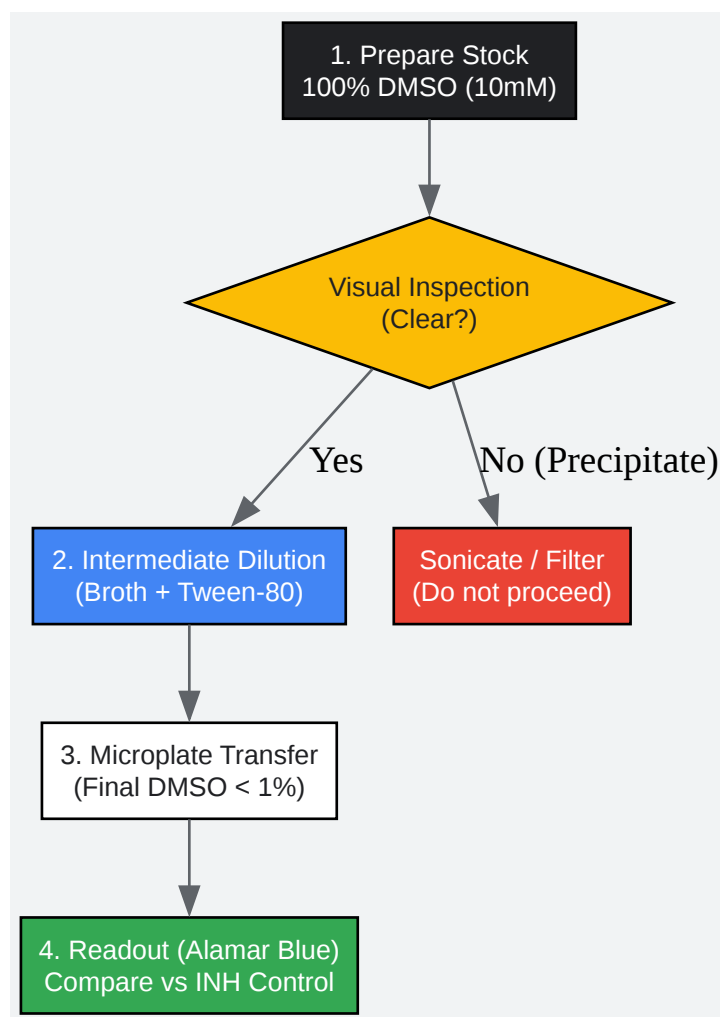 1. Prepare Stock
100% DMSO (10mM)
Visual Inspection
(Clear?)
Yes
No (Precipitate)
2. Intermediate Dilution
(Broth + Tween-80)
Sonicate / Filter
(Do not proceed)
3. Microplate Transfer
(Final DMSO < 1%)
4. Readout (Alamar Blue)
Compare vs INH Control